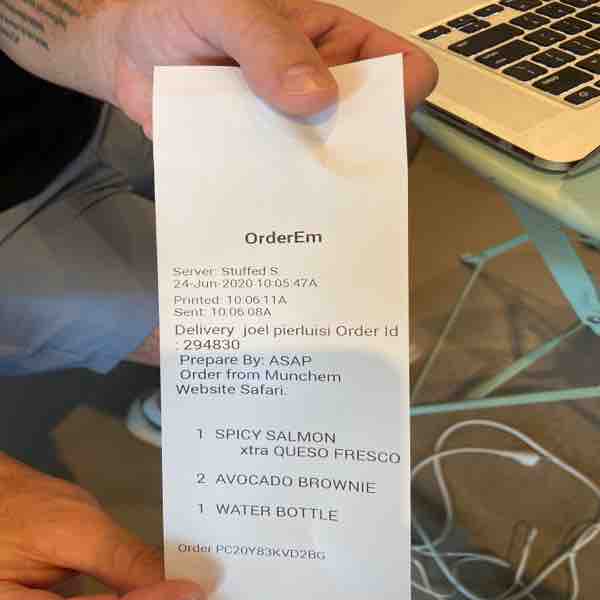 OrderEm
Server: Stuffed S
24-Jun-2020 10:05:47A
Printed: 10:06:11A
Sent: 10:06:08A
Delivery joel pierluisi Order Id
: 294830
Prepare By: ASAP
Order from Munchem
Website Safari.
1 SPICY SALMON
xtra QUESO FRESCO
2 AVOCADO BROWNIE
1 WATER BOTTLE
Order PC20Y83KVD2BG